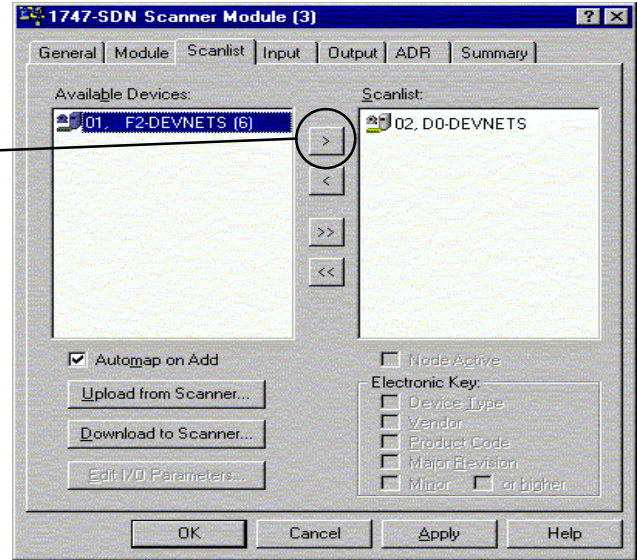 1747-SDN Scanner Module (3)
General Module Scanlist Input Output ADR Summary
Available Devices:
01, F2-DEVNETS (6)
>
<
>>
<<
Scanlist:
02, D0-DEVNETS
Automap on Add
Upload from Scanner...
Download to Scanner...
Edit I/O Parameters...
Node Active
Electronic Key:
Device Type
Vendor
Product Code
Major Revision
Minor or higher
OK Cancel Apply Help